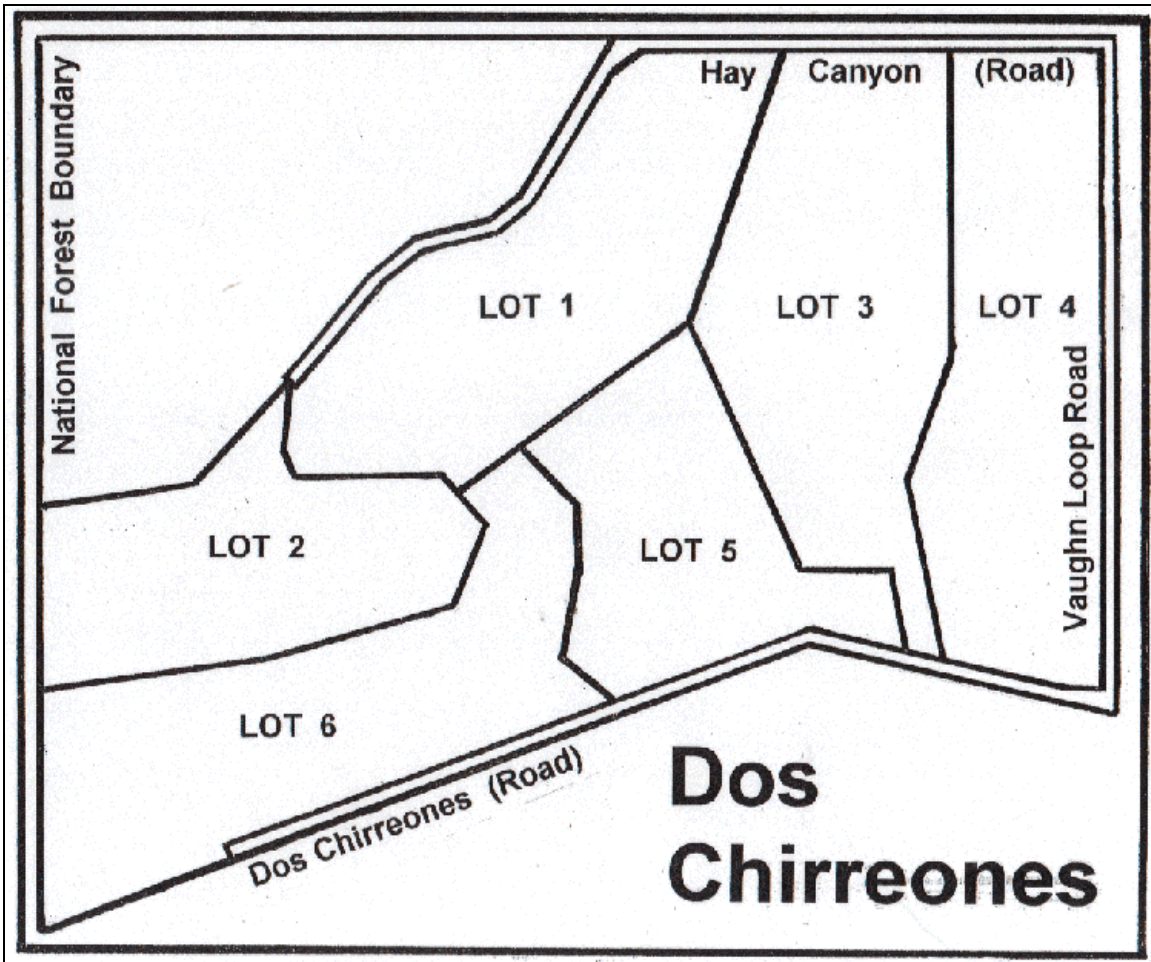 National Forest Boundary
Hay Canyon (Road)
LOT 1
LOT 3
LOT 4
Vaughn Loop Road
LOT 2
LOT 5
LOT 6
Dos Chirreones (Road)
Dos
Chirreones